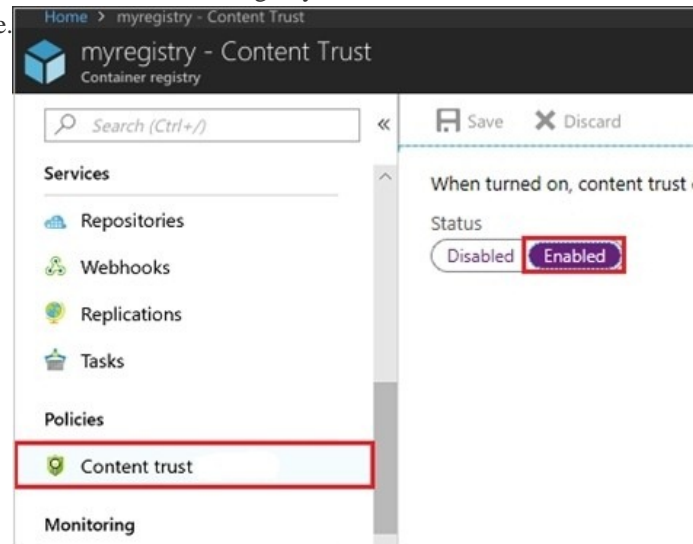 e.
Home > myregistry - Content Trust
myregistry - Content Trust
Container registry
Search (Ctrl+/)
«
Save Discard
Services
When turned on, content trust
Repositories
Status
Disabled Enabled
Webhooks
Replications
Tasks
Policies
Content trust
Monitoring